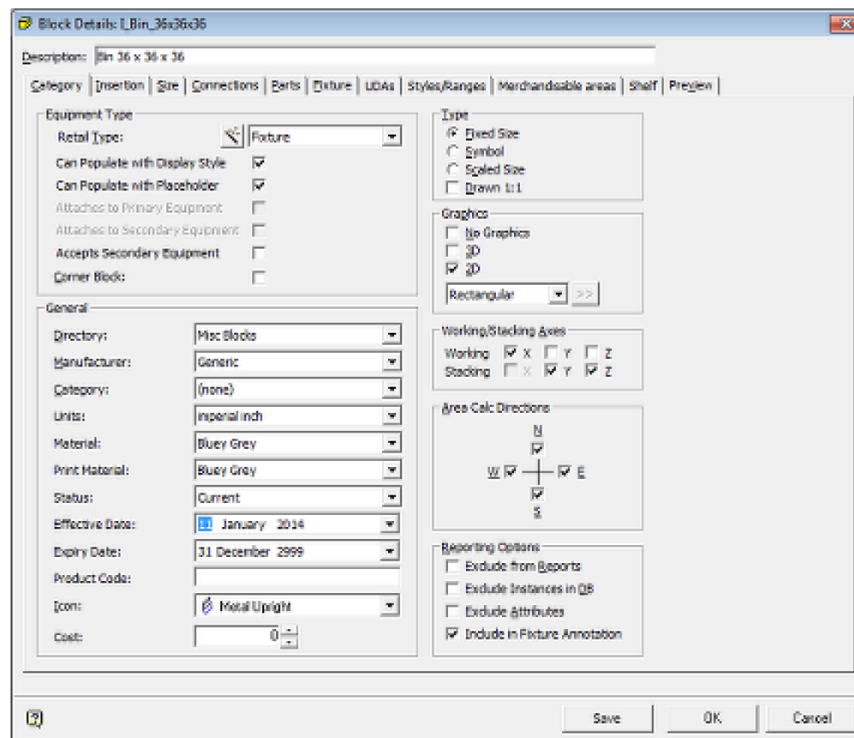 Block Details: I_Bin_36x36x36
Description: Bin 36 x 36 x 36
Category Insertion Size Connections Parts Fixture UDAs Styles/Ranges Merchandisable areas Shelf Preview
Equipment Type
Retail Type: Fixture
Can Populate with Display Style
Can Populate with Placeholder
Attaches to Primary Equipment
Attaches to Secondary Equipment
Accepts Secondary Equipment
Corner Block:
General
Directory: Misc Blocks
Manufacturer: Generic
Category: (none)
Units: imperial inch
Material: Bluey Grey
Print Material: Bluey Grey
Status: Current
Effective Date: 11 January 2014
Expiry Date: 31 December 2999
Product Code:
Icon: Metal Upright
Cost: 0
Type
Fixed Size
Symbol
Scaled Size
Drawn 1:1
Graphics
No Graphics
3D
2D
Rectangular >>
Working/Stacking Axes
Working X Y Z
Stacking X Y Z
Area Calc Directions
N
W E
S
Reporting Options
Exclude from Reports
Exclude Instances in DB
Exclude Attributes
Include in Fixture Annotation
Save OK Cancel